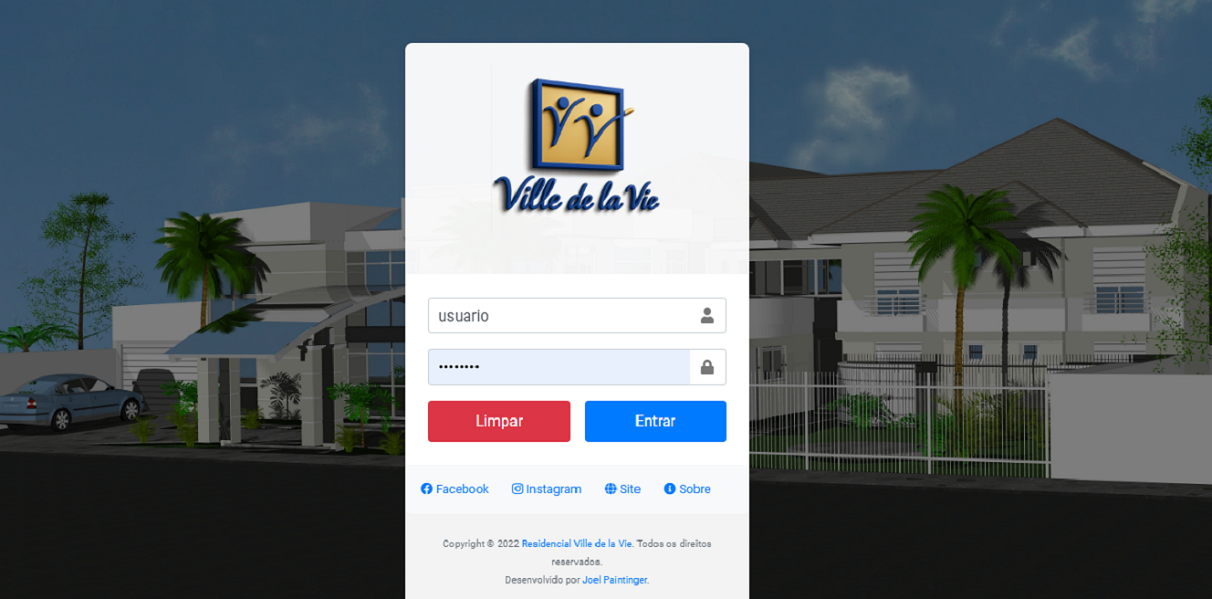 Ville de la Vie
usuario
••••••••
Limpar Entrar
Facebook Instagram Site Sobre
Copyright © 2022 Residencial Ville de la Vie. Todos os direitos
reservados.
Desenvolvido por Joel Paintinger.